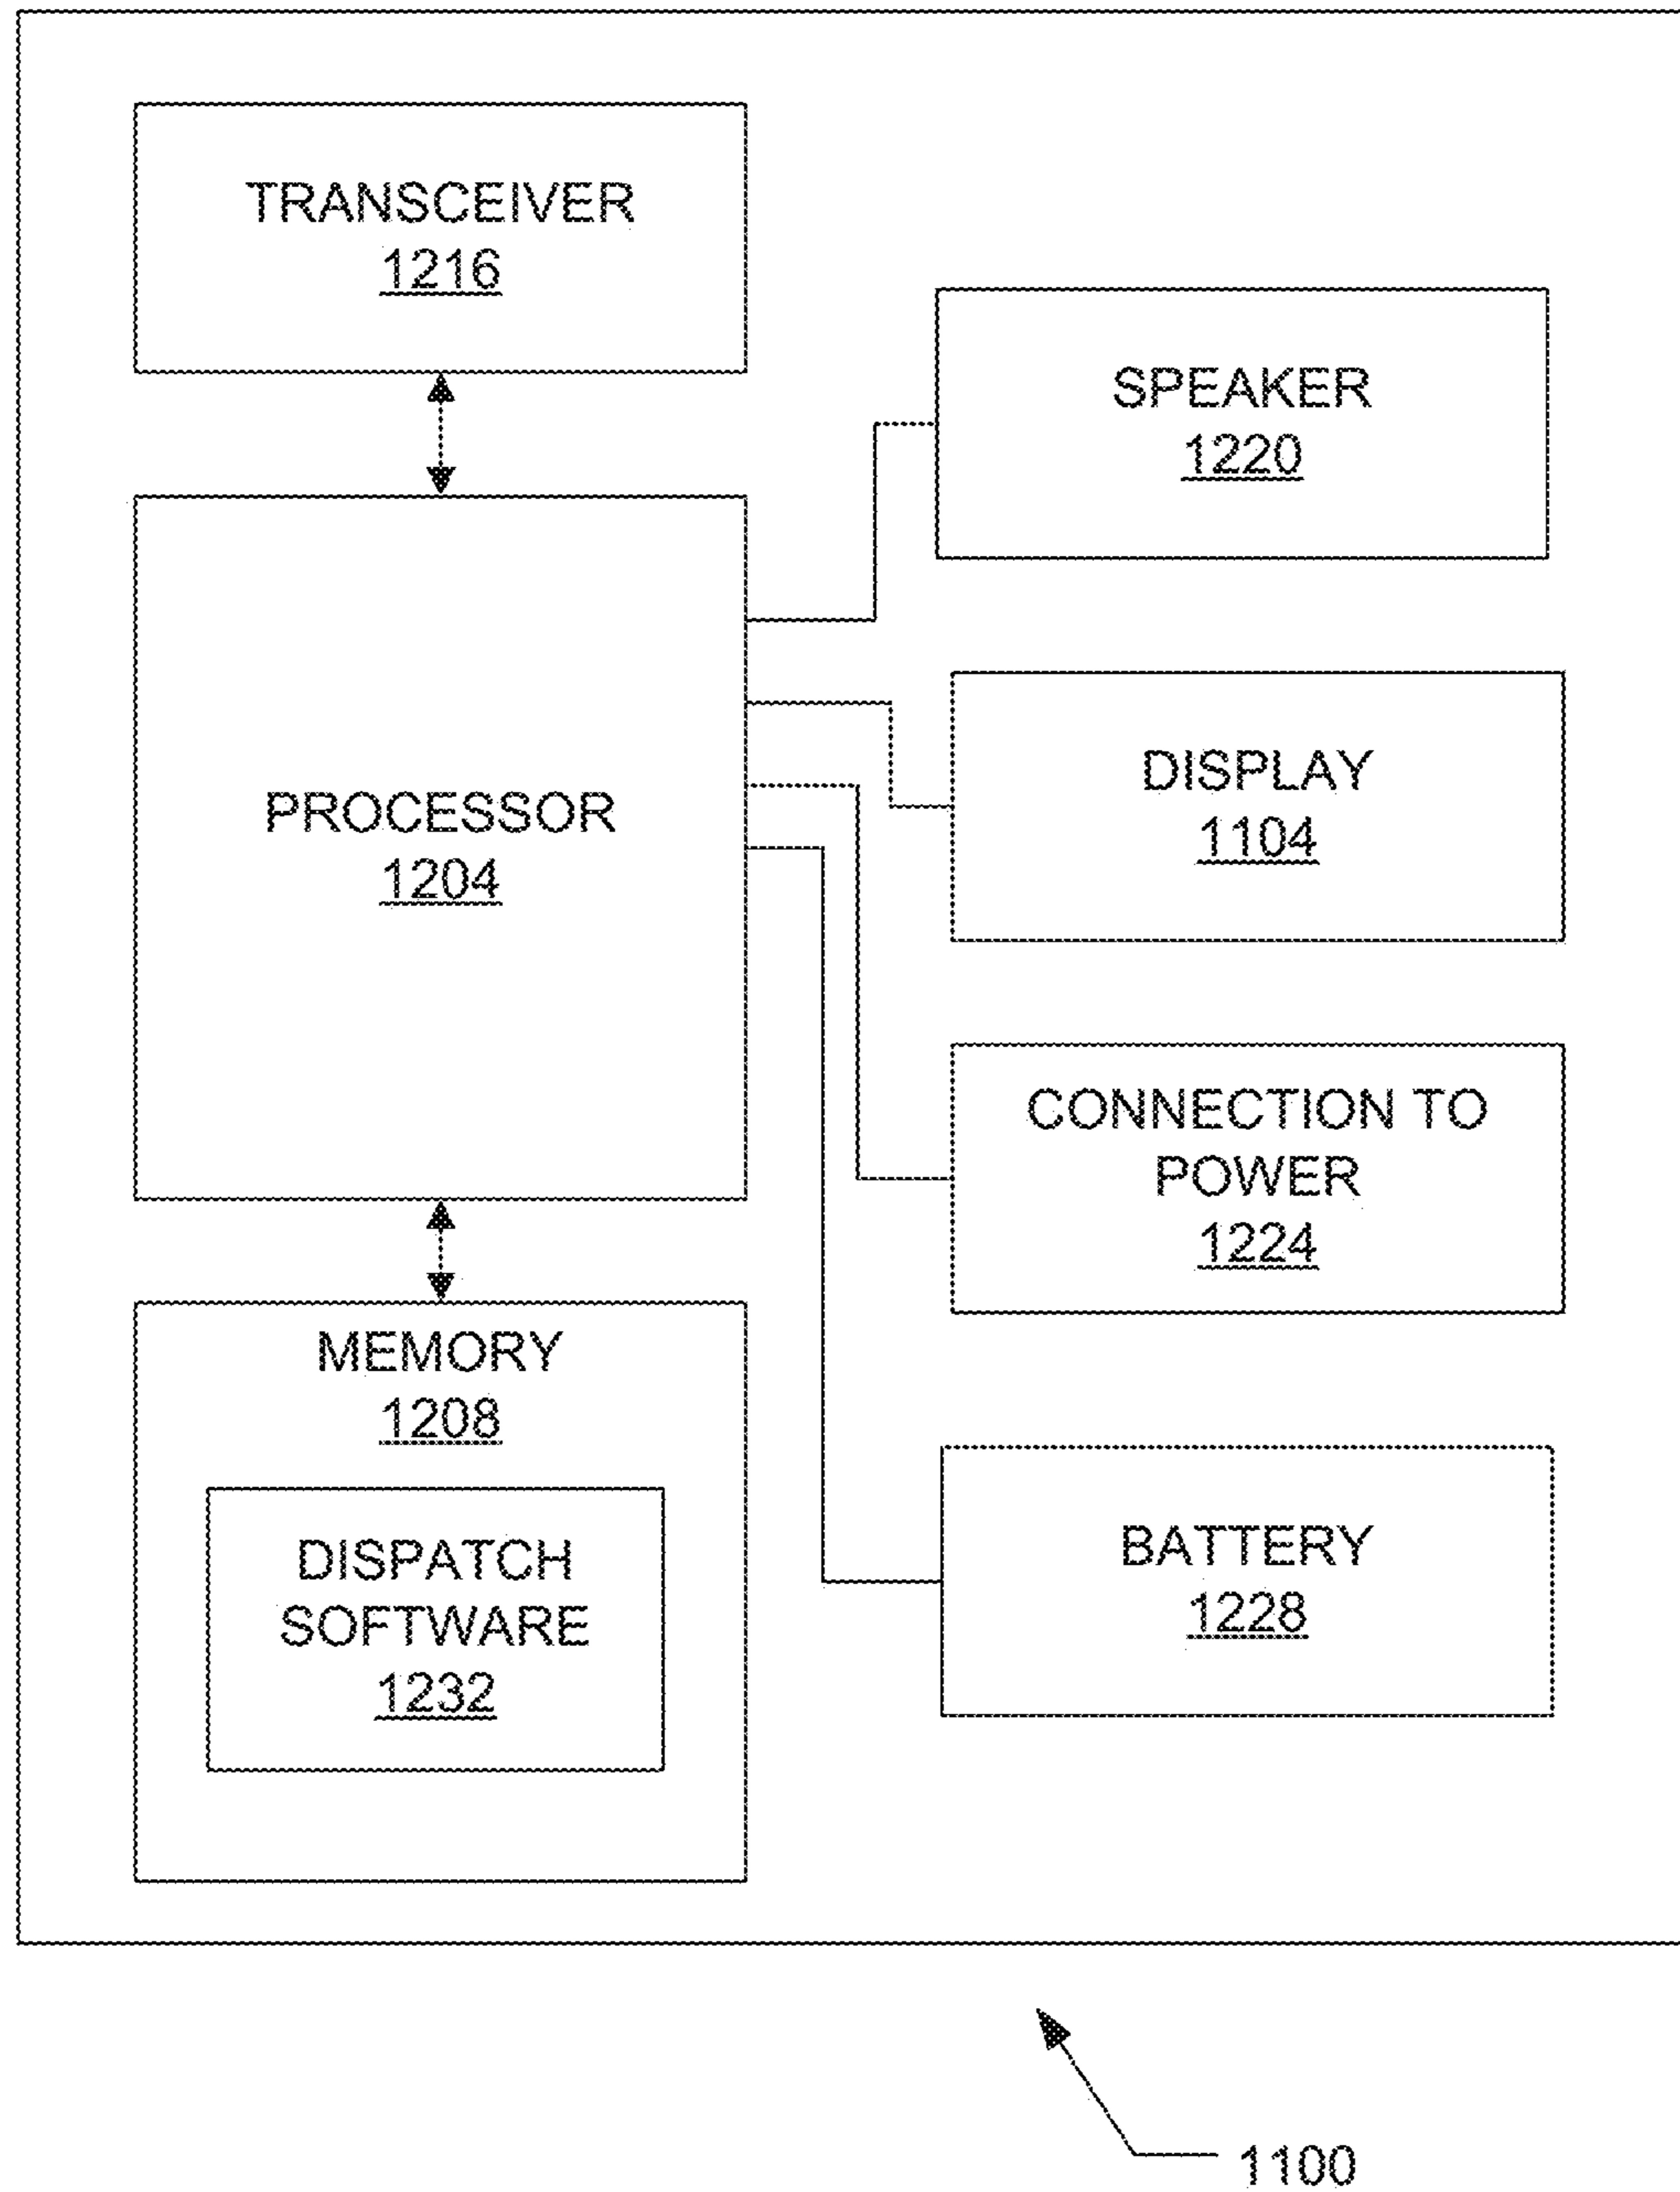 TRANSCEIVER
1216
SPEAKER
1220
PROCESSOR
1204
DISPLAY
1104
CONNECTION TO
POWER
1224
MEMORY
1208
DISPATCH
SOFTWARE
1232
BATTERY
1228
1100